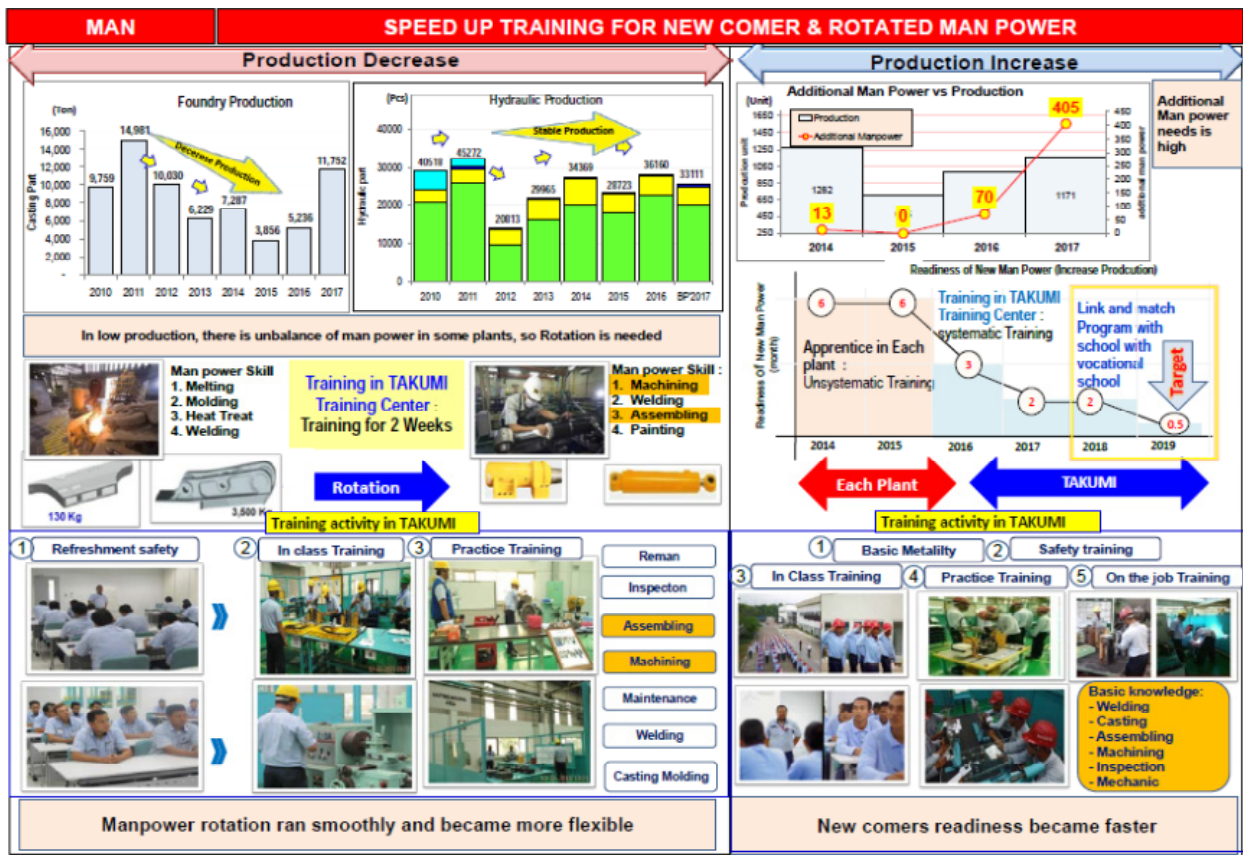 MAN
SPEED UP TRAINING FOR NEW COMER & ROTATED MAN POWER
Production Decrease
Foundry Production
(Ton)
Casting Part
16,000
14,000
12,000
10,000
8,000
6,000
4,000
2,000
-
9,759
14,981
10,030
6,229
7,287
3,856
5,236
11,752
Decerese Production
2010 2011 2012 2013 2014 2015 2016 2017
Hydraulic Production
(Pcs)
Hydraulic part
40000
30000
20000
10000
0
40518
45272
20013
29965
34369
28723
36160
33111
Stable Production
2010 2011 2012 2013 2014 2015 2016 BP'2017
In low production, there is unbalance of man power in some plants, so Rotation is needed
Man power Skill
1. Melting
2. Molding
3. Heat Treat
4. Welding
130 Kg
3,500 Kg
Training in TAKUMI
Training Center :
Training for 2 Weeks
Rotation
Man power Skill :
1. Machining
2. Welding
3. Assembling
4. Painting
Training activity in TAKUMI
1 Refreshment safety
2 In class Training
3 Practice Training
Reman
Inspecton
Assembling
Machining
Maintenance
Welding
Casting Molding
Manpower rotation ran smoothly and became more flexible
Production Increase
Additional Man Power vs Production
(Unit)
Production unit
1650
1450
1250
850
650
450
250
Production
Additional Manpower
1282
1171
13
0
70
405
450
400
350
300
250
200
150
100
50
0
additional man power
2014 2015 2016 2017
Additional
Man power
needs is
high
Readiness of New Man Power (Increase Prodcution)
Readiness of New Man Power
(month)
6
6
3
2
2
0.5
Apprentice in Each
plant :
Unsystematic Training
Training in TAKUMI
Training Center :
systematic Training
Link and match
Program with
school with
vocational
school
Target
2014 2015 2016 2017 2018 2019
Each Plant
TAKUMI
Training activity in TAKUMI
1 Basic Metalilty
2 Safety training
3 In Class Training
4 Practice Training
5 On the job Training
Basic knowledge:
- Welding
- Casting
- Assembling
- Machining
- Inspection
- Mechanic
New comers readiness became faster